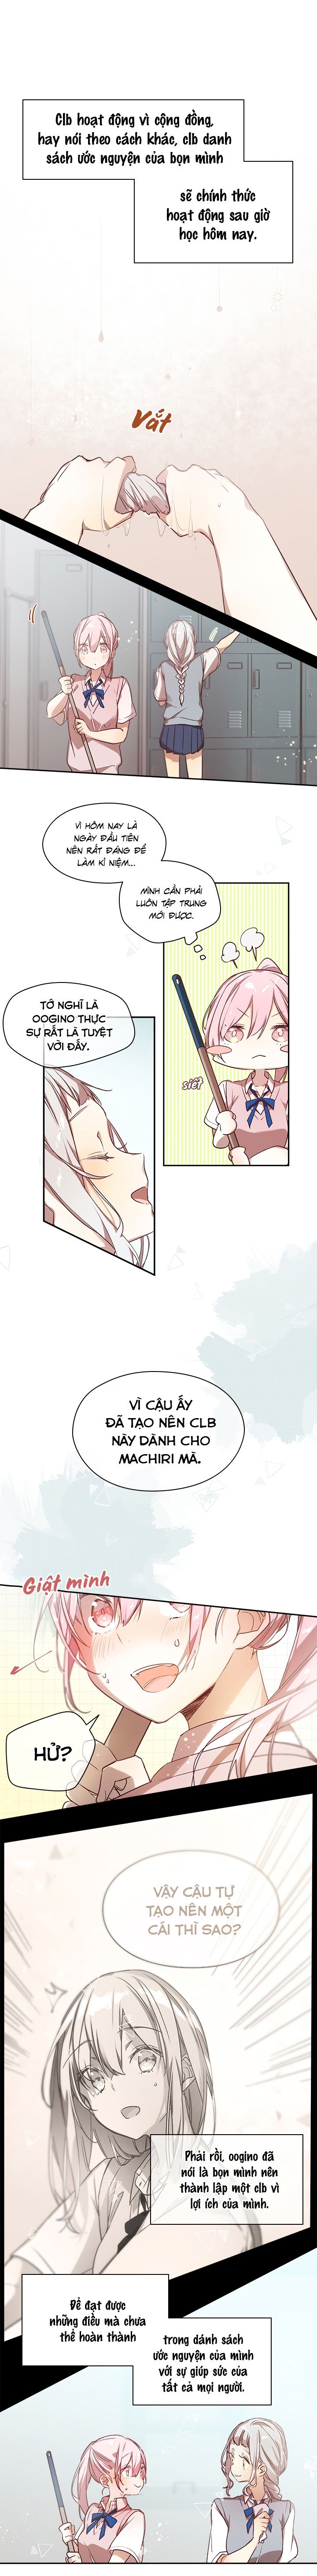 Clb hoạt động vì cộng đồng,
hay nói theo cách khác, clb danh
sách ước nguyện của bọn mình
sẽ chính thức
hoạt động sau giờ
học hôm nay.
Vắt
VÌ HÔM NAY LÀ
NGÀY ĐẦU TIÊN
NÊN RẤT ĐÁNG ĐỂ
LÀM KỈ NIỆM...
MÌNH CẦN PHẢI
LUÔN TẬP TRUNG
MỚI ĐƯỢC.
siết
TỚ NGHĨ LÀ
OOGINO THỰC
SỰ RẤT LÀ TUYỆT
VỜI ĐẤY.
VÌ CẬU ẤY
ĐÃ TẠO NÊN CLB
NÀY DÀNH CHO
MACHIRI MÀ.
Giật mình
HỬ?
VẬY CẬU TỰ
TẠO NÊN MỘT
CÁI THÌ SAO?
Phải rồi, oogino đã
nói là bọn mình nên
thành lập một clb vì
lợi ích của mình.
Để đạt được
những điều mà chưa
thể hoàn thành
trong dánh sách
ước nguyện của mình
với sự giúp sức của
tất cả mọi người.